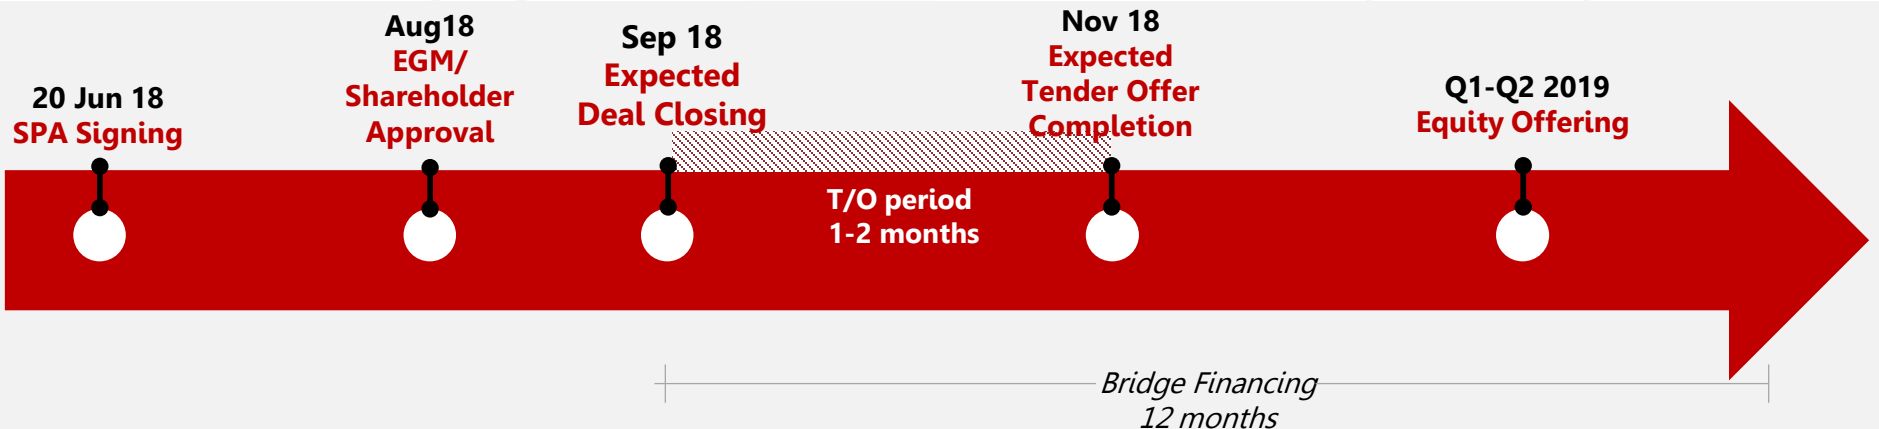 20 Jun 18
SPA Signing
Aug18
EGM/
Shareholder
Approval
Sep 18
Expected
Deal Closing
Nov 18
Expected
Tender Offer
Completion
Q1-Q2 2019
Equity Offering
T/O period
1-2 months
Bridge Financing
12 months